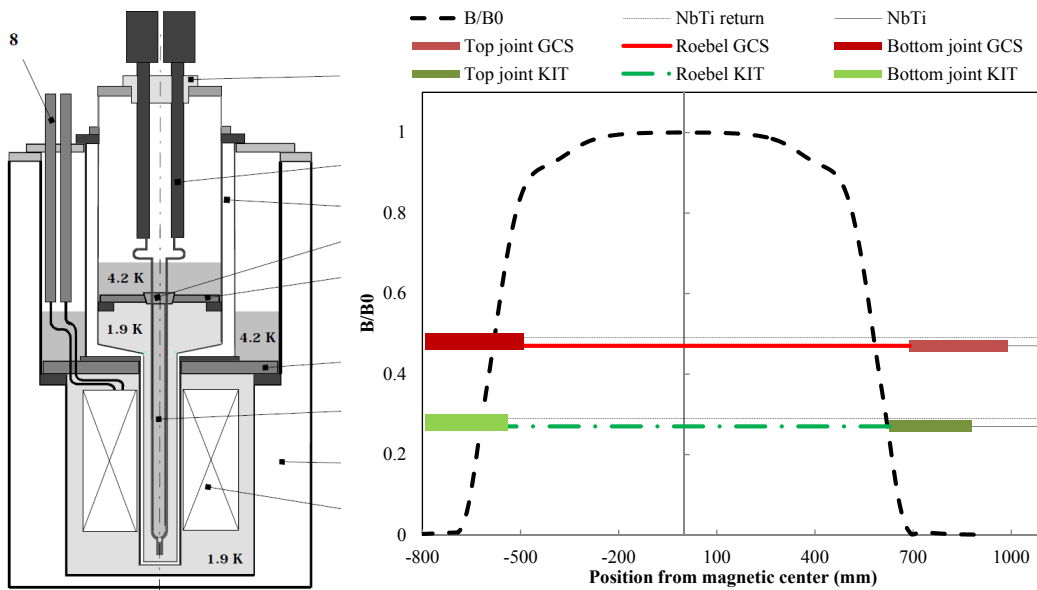 8
4.2 K
1.9 K
4.2 K
1.9 K
B/B0 NbTi return NbTi
Top joint GCS Roebel GCS Bottom joint GCS
Top joint KIT Roebel KIT Bottom joint KIT
B/B0
1
0.8
0.6
0.4
0.2
0
-800 -500 -200 100 400 700 1000
Position from magnetic center (mm)